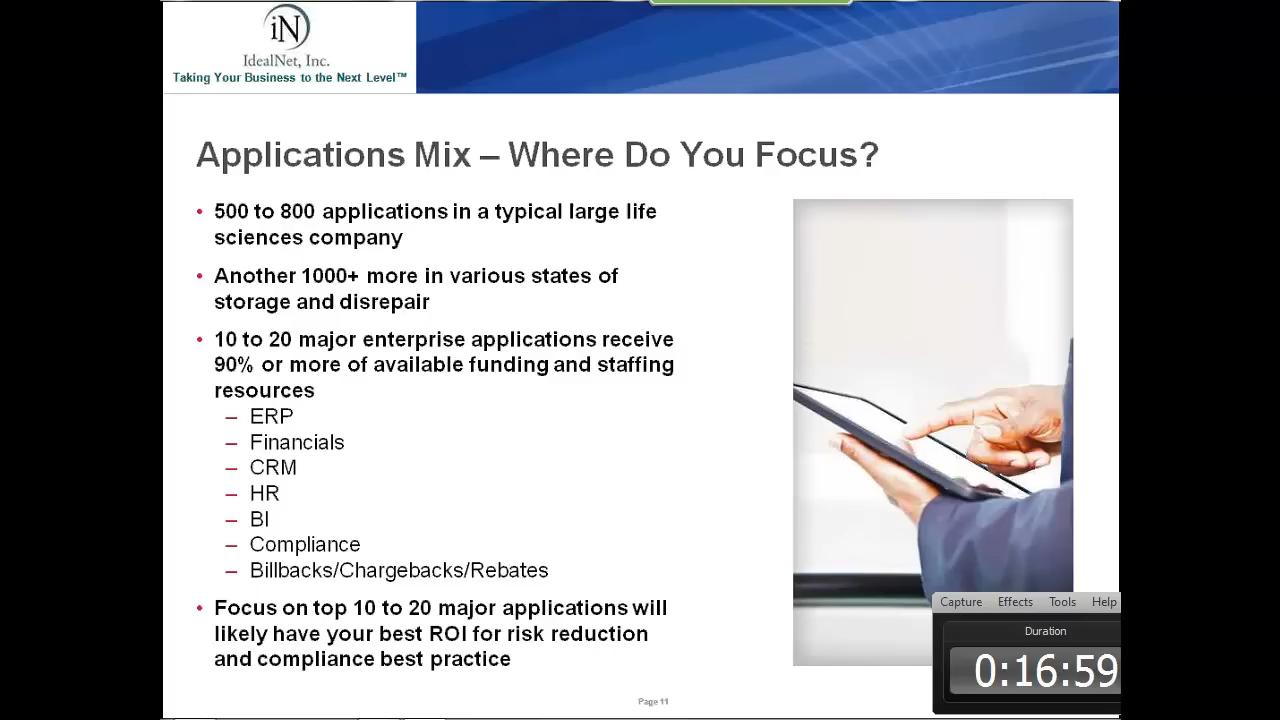 iN
IdealNet, Inc.
Taking Your Business to the Next Level™
Applications Mix – Where Do You Focus?
• 500 to 800 applications in a typical large life
sciences company
• Another 1000+ more in various states of
storage and disrepair
• 10 to 20 major enterprise applications receive
90% or more of available funding and staffing
resources
– ERP
– Financials
– CRM
– HR
– BI
– Compliance
– Billbacks/Chargebacks/Rebates
• Focus on top 10 to 20 major applications will
likely have your best ROI for risk reduction
and compliance best practice
Capture Effects Tools Help
Duration
0:16:59
Page 11